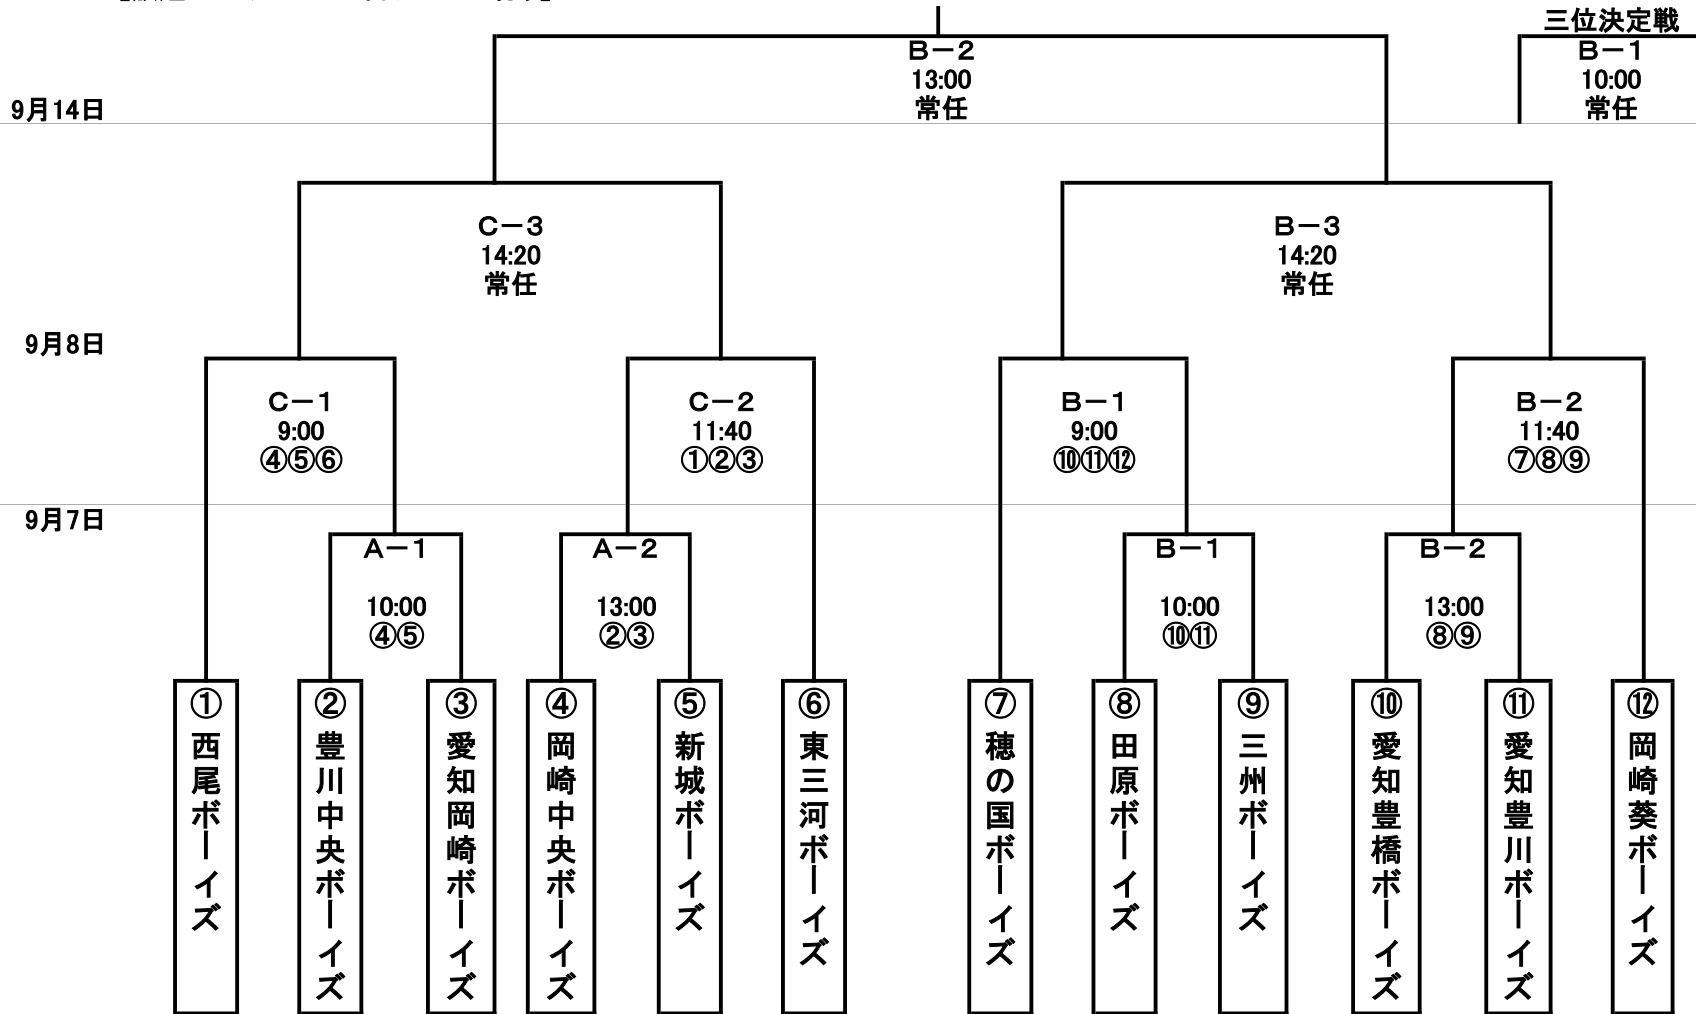 三位決定戦
B－2
13:00
常任
B－1
10:00
常任
9月14日
C－3
14:20
常任
B－3
14:20
常任
9月8日
C－1
9:00
④⑤⑥
C－2
11:40
①②③
B－1
9:00
⑩⑪⑫
B－2
11:40
⑦⑧⑨
9月7日
A－1
10:00
④⑤
A－2
13:00
②③
B－1
10:00
⑩⑪
B－2
13:00
⑧⑨
①西尾ボーイズ
②豊川中央ボーイズ
③愛知岡崎ボーイズ
④岡崎中央ボーイズ
⑤新城ボーイズ
⑥東三河ボーイズ
⑦穂の国ボーイズ
⑧田原ボーイズ
⑨三州ボーイズ
⑩愛知豊橋ボーイズ
⑪愛知豊川ボーイズ
⑫岡崎葵ボーイズ